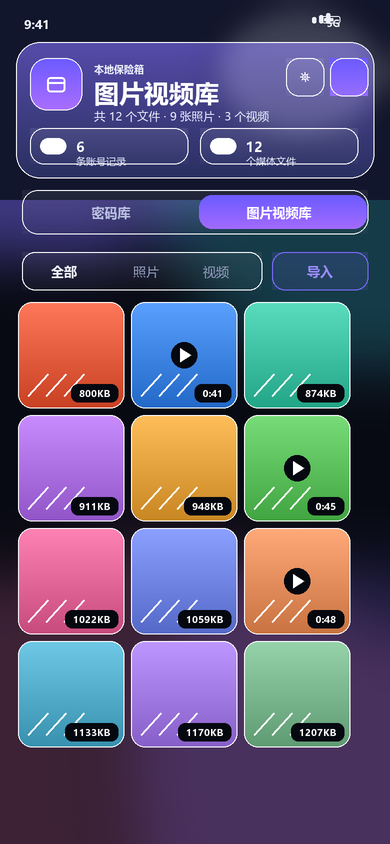 9:41
5G
本地保险箱
图片视频库
共 12 个文件 · 9 张照片 · 3 个视频
6
条账号记录
12
个媒体文件
密码库
图片视频库
全部
照片
视频
导入
800KB
0:41
874KB
911KB
948KB
0:45
1022KB
1059KB
0:48
1133KB
1170KB
1207KB